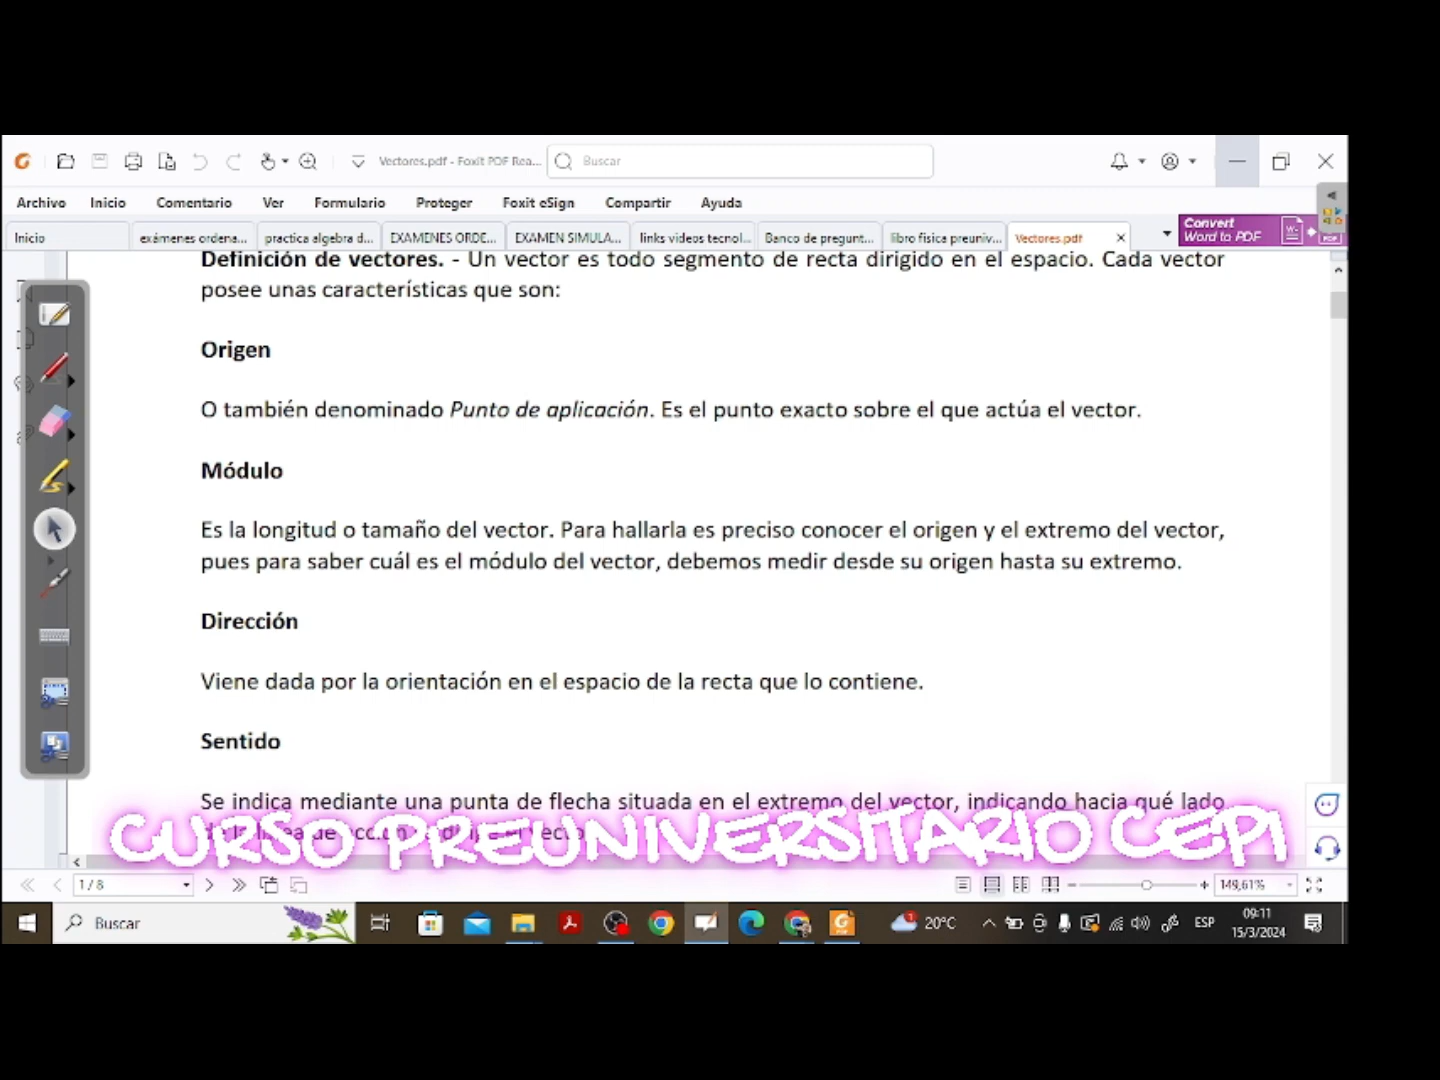 Vectores.pdf - Foxit PDF Rea...
Buscar
Archivo Inicio Comentario Ver Formulario Proteger Foxit eSign Compartir Ayuda
Inicio exámenes ordena... practica algebra d... EXAMENES ORDE... EXAMEN SIMULA... links videos tecnol... Banco de pregunt... libro fisica preuniv... Vectores.pdf
Convert
Word to PDF
Definición de vectores. - Un vector es todo segmento de recta dirigido en el espacio. Cada vector
posee unas características que son:
Origen
O también denominado Punto de aplicación. Es el punto exacto sobre el que actúa el vector.
Módulo
Es la longitud o tamaño del vector. Para hallarla es preciso conocer el origen y el extremo del vector,
pues para saber cuál es el módulo del vector, debemos medir desde su origen hasta su extremo.
Dirección
Viene dada por la orientación en el espacio de la recta que lo contiene.
Sentido
Se indica mediante una punta de flecha situada en el extremo del vector, indicando hacia qué lado
CURSO PREUNIVERSITARIO CEPI
1 / 8
149,61%
Buscar
20°C
ESP
09:11
15/3/2024